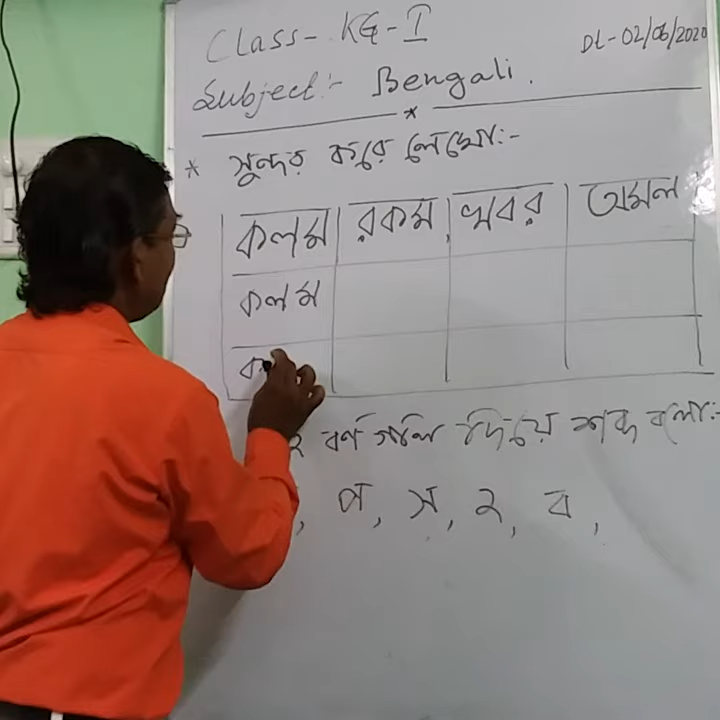 Class- KG-I
Dt-02/06/2020
Subject:- Bengali.
*
* সুন্দর করে লেখো:-
কলম রকম খবর অমল
কলম
ক
বর্ণ গুলি দিয়ে শব্দ বলো:-
, প, স, হ, ব,